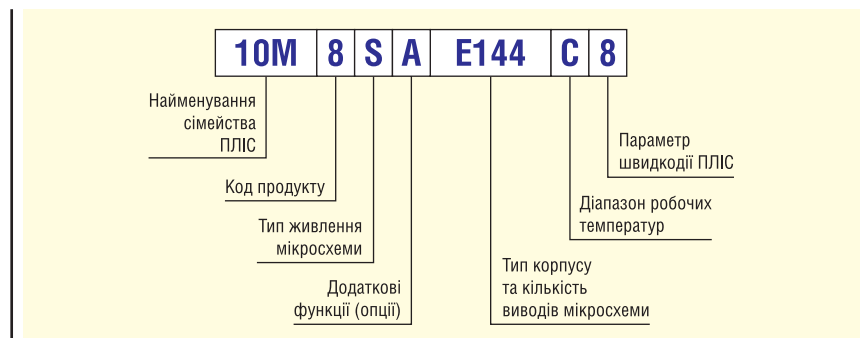 10M 8 S A E144 C 8
Найменування
сімейства
ПЛІС
Код продукту
Тип живлення
мікросхеми
Додаткові
функції (опції)
Тип корпусу
та кількість
виводів мікросхеми
Діапазон робочих
температур
Параметр
швидкодії ПЛІС